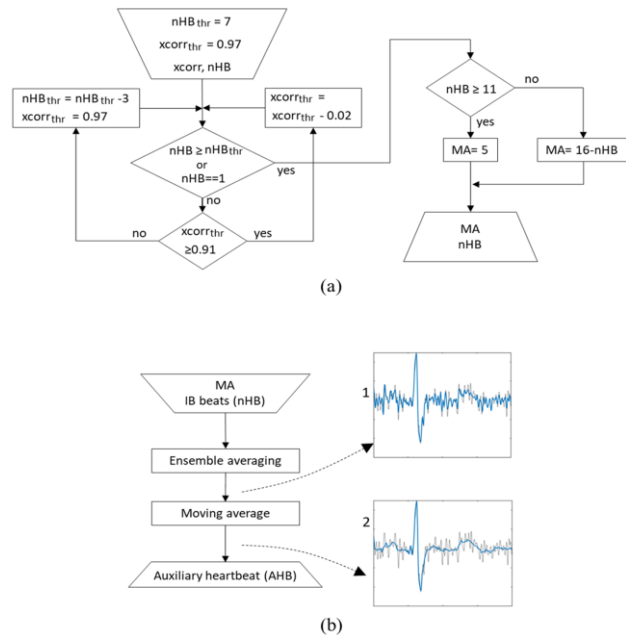 nHBthr = 7
xcorrthr = 0.97
xcorr, nHB
nHBthr = nHBthr -3
xcorrthr = 0.97
xcorrthr =
xcorrthr - 0.02
nHB ≥ nHBthr
or
nHB==1
yes
no
xcorrthr
≥0.91
no
yes
nHB ≥ 11
no
yes
MA= 5
MA= 16-nHB
MA
nHB
(a)
MA
IB beats (nHB)
Ensemble averaging
Moving average
Auxiliary heartbeat (AHB)
1
2
(b)